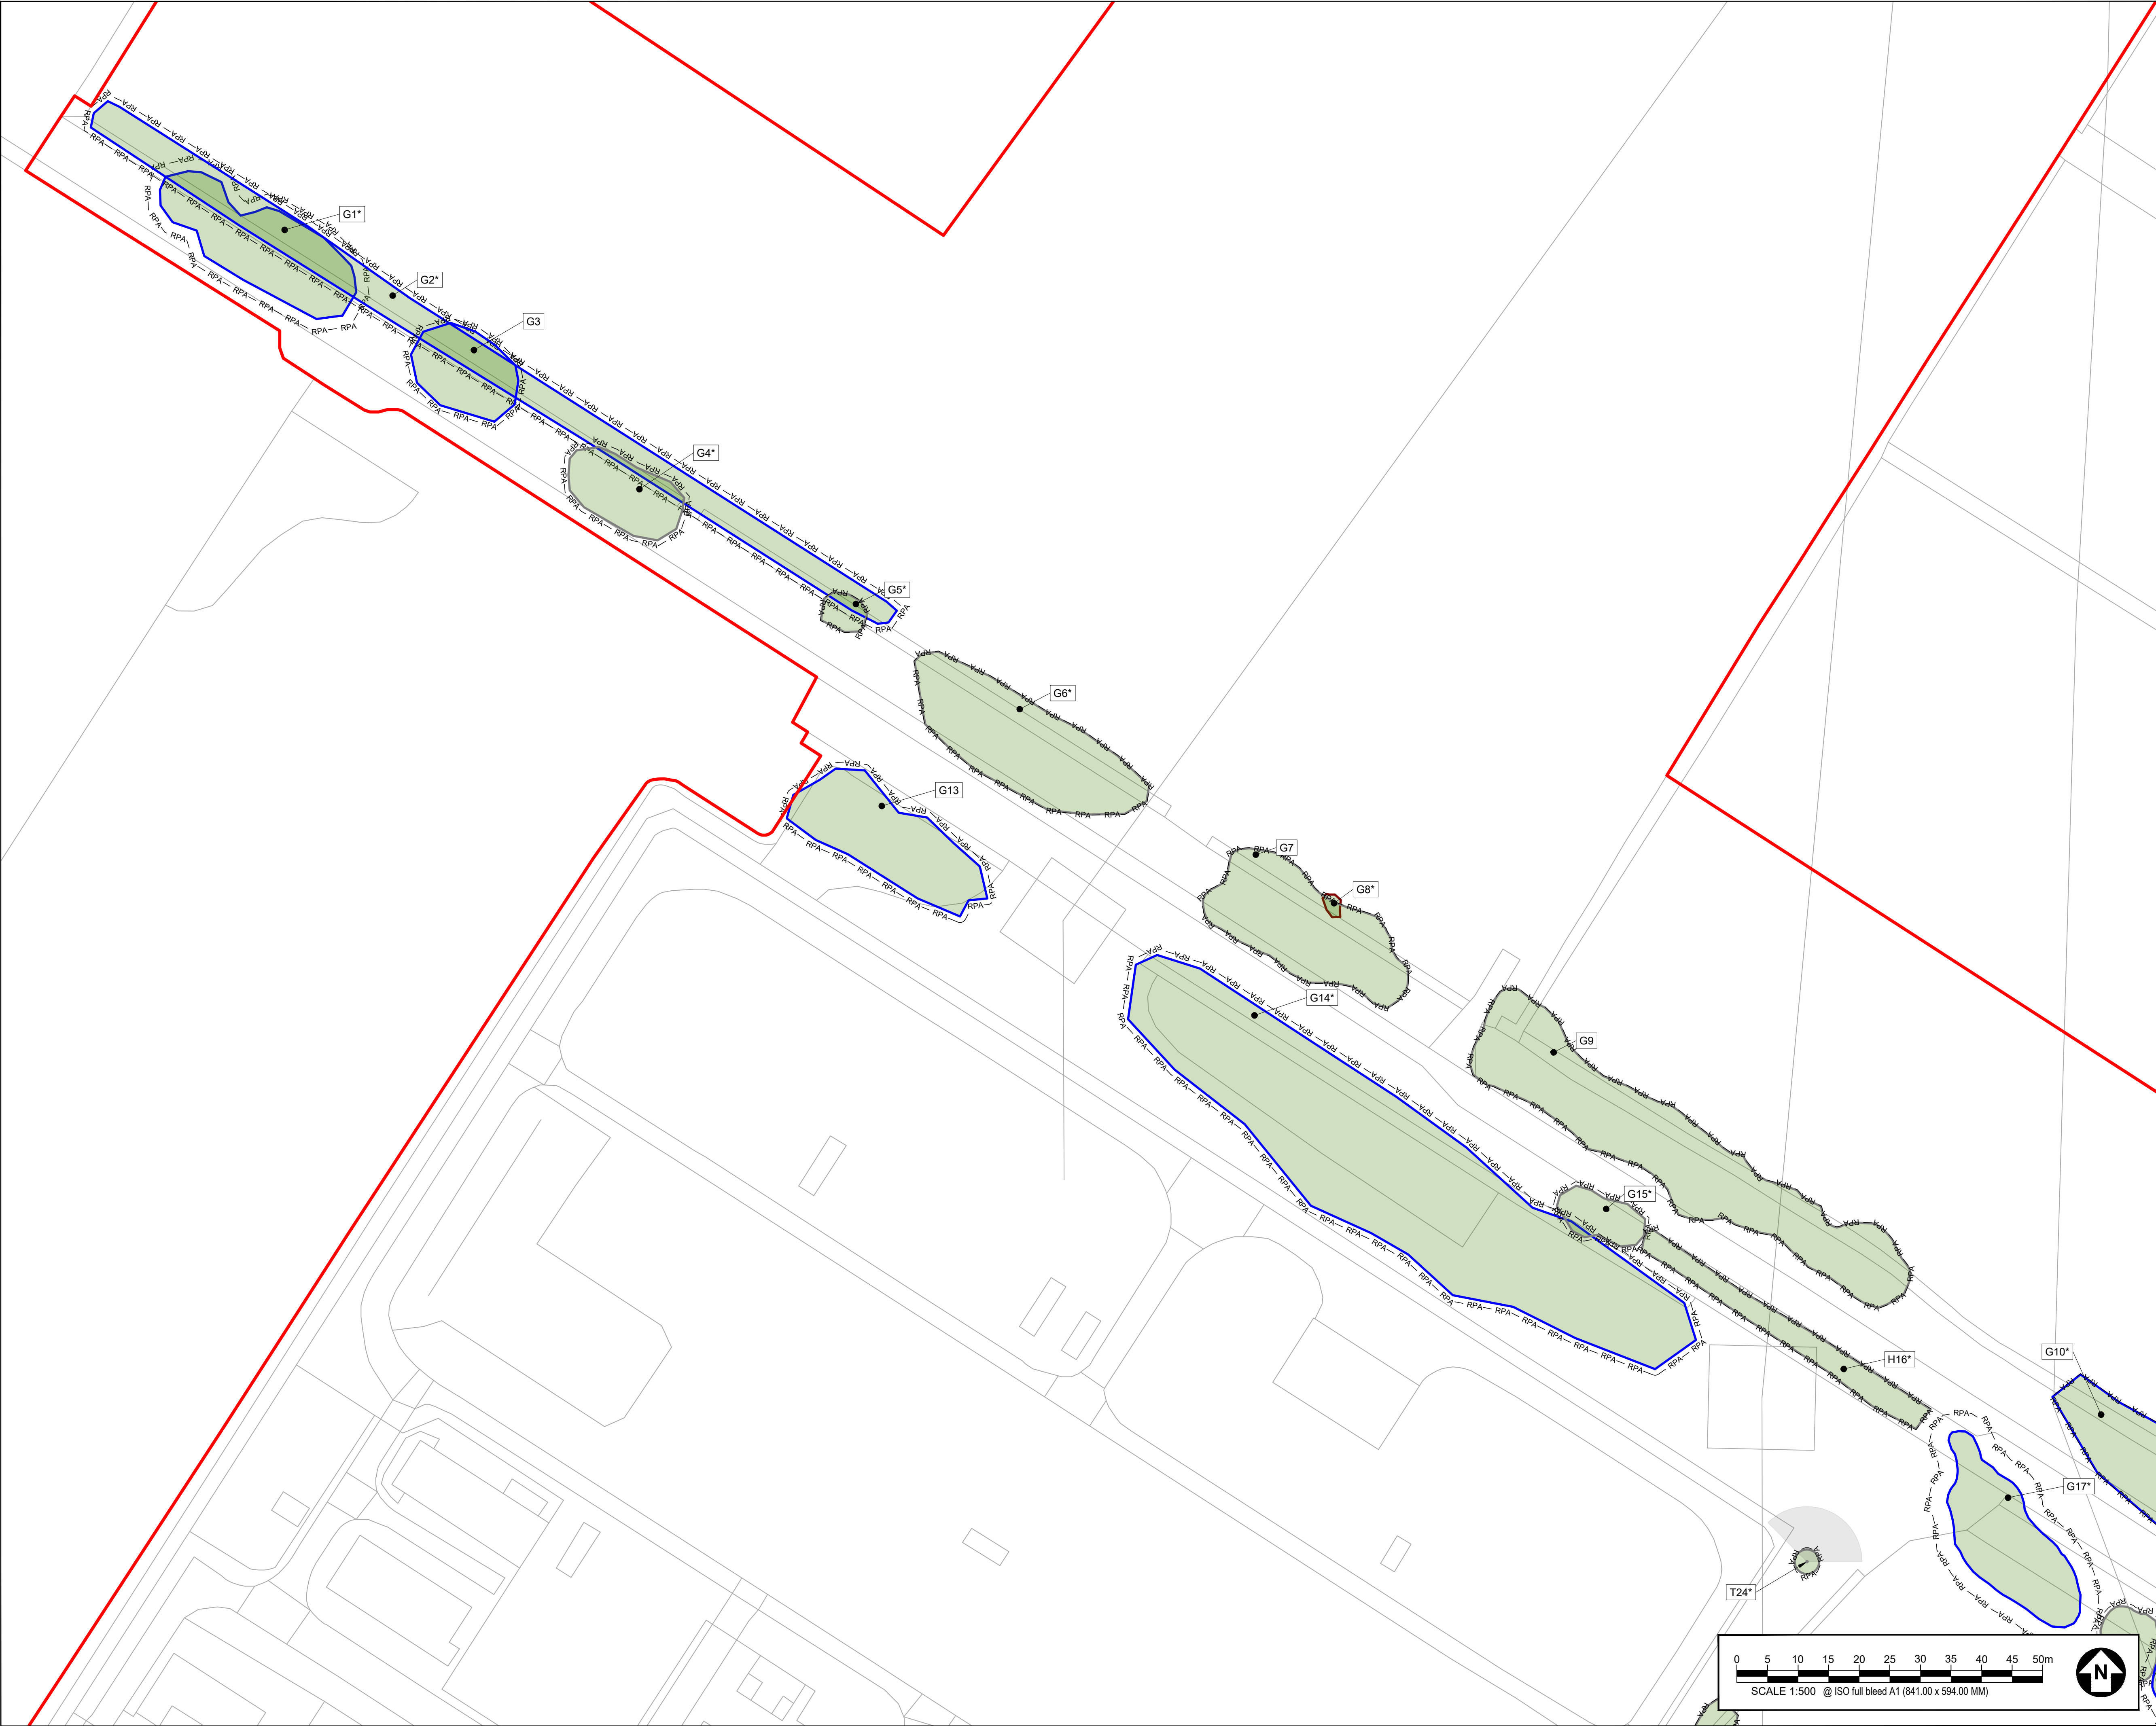 G1*
G2*
G3
G4*
G5*
G6*
G13
G7
G8*
G14*
G9
G15*
G10*
H16*
G17*
T24*
RPA
0 5 10 15 20 25 30 35 40 45 50m
SCALE 1:500 @ ISO full bleed A1 (841.00 x 594.00 MM)
N